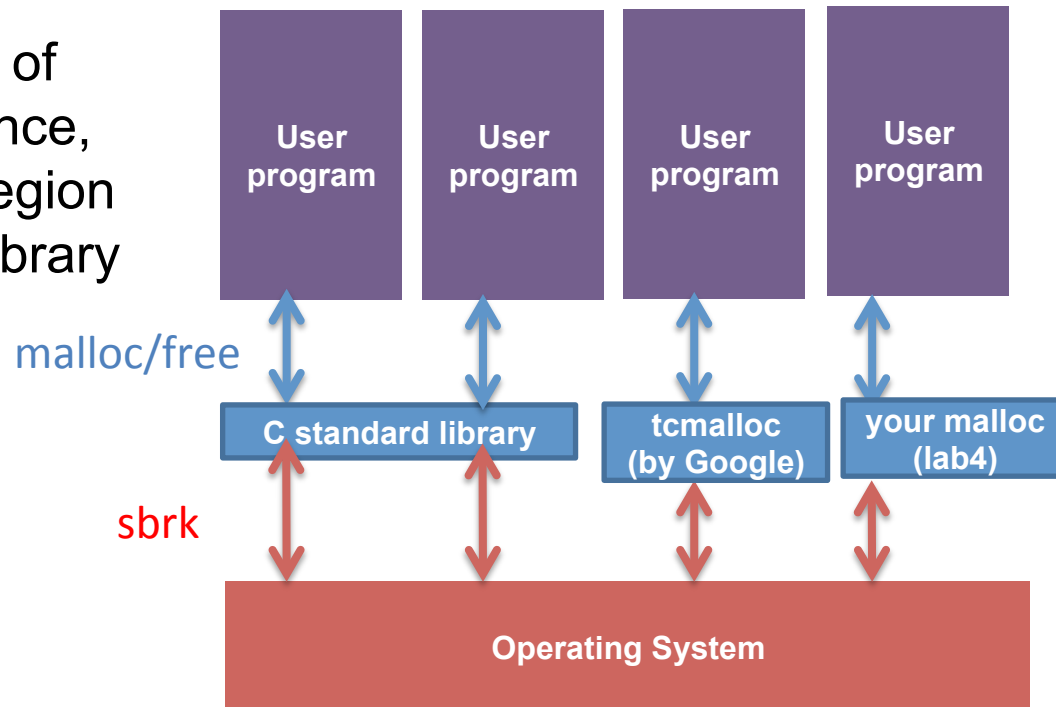 of
nce,
egion
brary
User
program
User
program
User
program
User
program
malloc/free
C standard library
tcmalloc
(by Google)
your malloc
(lab4)
sbrk
Operating System